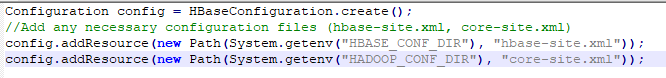 Configuration config = HBaseConfiguration.create();
//Add any necessary configuration files (hbase-site.xml, core-site.xml)
config.addResource(new Path(System.getenv("HBASE_CONF_DIR"), "hbase-site.xml"));
config.addResource(new Path(System.getenv("HADOOP_CONF_DIR"), "core-site.xml"));